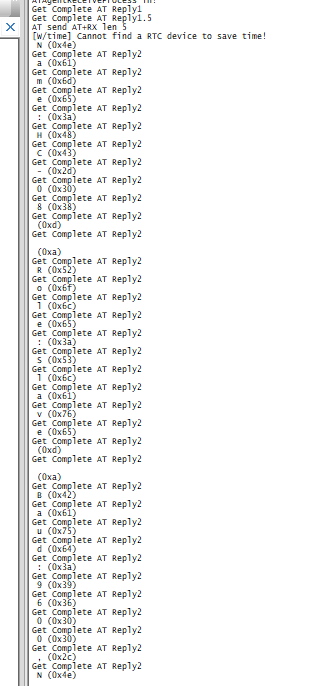 ATAgentReceiveProcess in!
Get Complete AT Reply1
Get Complete AT Reply1.5
AT send AT+RX len 5
[W/time] Cannot find a RTC device to save time!
N (0x4e)
Get Complete AT Reply2
a (0x61)
Get Complete AT Reply2
m (0x6d)
Get Complete AT Reply2
e (0x65)
Get Complete AT Reply2
: (0x3a)
Get Complete AT Reply2
H (0x48)
Get Complete AT Reply2
C (0x43)
Get Complete AT Reply2
- (0x2d)
Get Complete AT Reply2
0 (0x30)
Get Complete AT Reply2
8 (0x38)
Get Complete AT Reply2
(0xd)
Get Complete AT Reply2
(0xa)
Get Complete AT Reply2
R (0x52)
Get Complete AT Reply2
o (0x6f)
Get Complete AT Reply2
l (0x6c)
Get Complete AT Reply2
e (0x65)
Get Complete AT Reply2
: (0x3a)
Get Complete AT Reply2
S (0x53)
Get Complete AT Reply2
l (0x6c)
Get Complete AT Reply2
a (0x61)
Get Complete AT Reply2
v (0x76)
Get Complete AT Reply2
e (0x65)
Get Complete AT Reply2
(0xd)
Get Complete AT Reply2
(0xa)
Get Complete AT Reply2
B (0x42)
Get Complete AT Reply2
a (0x61)
Get Complete AT Reply2
u (0x75)
Get Complete AT Reply2
d (0x64)
Get Complete AT Reply2
: (0x3a)
Get Complete AT Reply2
9 (0x39)
Get Complete AT Reply2
6 (0x36)
Get Complete AT Reply2
0 (0x30)
Get Complete AT Reply2
0 (0x30)
Get Complete AT Reply2
, (0x2c)
Get Complete AT Reply2
N (0x4e)